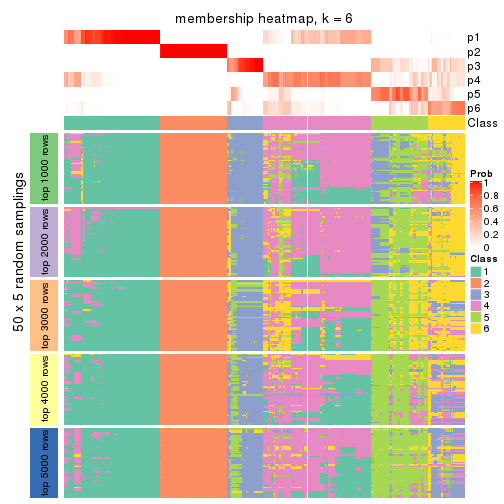 membership heatmap, k = 6
p1
p2
p3
p4
p5
p6
Class
50 x 5 random samplings
top 1000 rows
top 2000 rows
top 3000 rows
top 4000 rows
top 5000 rows
Prob
1
0.8
0.6
0.4
0.2
0
Class
1
2
3
4
5
6